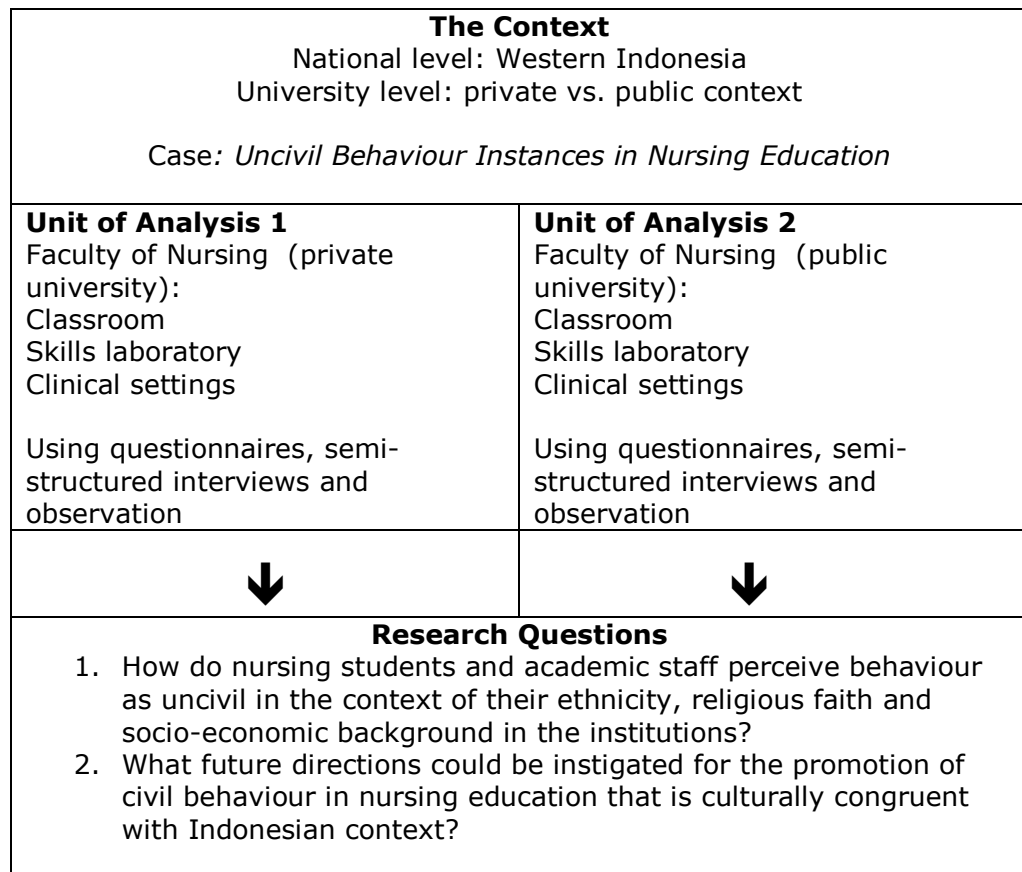 The Context
National level: Western Indonesia
University level: private vs. public context
Case: Uncivil Behaviour Instances in Nursing Education
Unit of Analysis 1
Faculty of Nursing (private
university):
Classroom
Skills laboratory
Clinical settings
Using questionnaires, semi-
structured interviews and
observation
Unit of Analysis 2
Faculty of Nursing (public
university):
Classroom
Skills laboratory
Clinical settings
Using questionnaires, semi-
structured interviews and
observation
Research Questions
1. How do nursing students and academic staff perceive behaviour
as uncivil in the context of their ethnicity, religious faith and
socio-economic background in the institutions?
2. What future directions could be instigated for the promotion of
civil behaviour in nursing education that is culturally congruent
with Indonesian context?